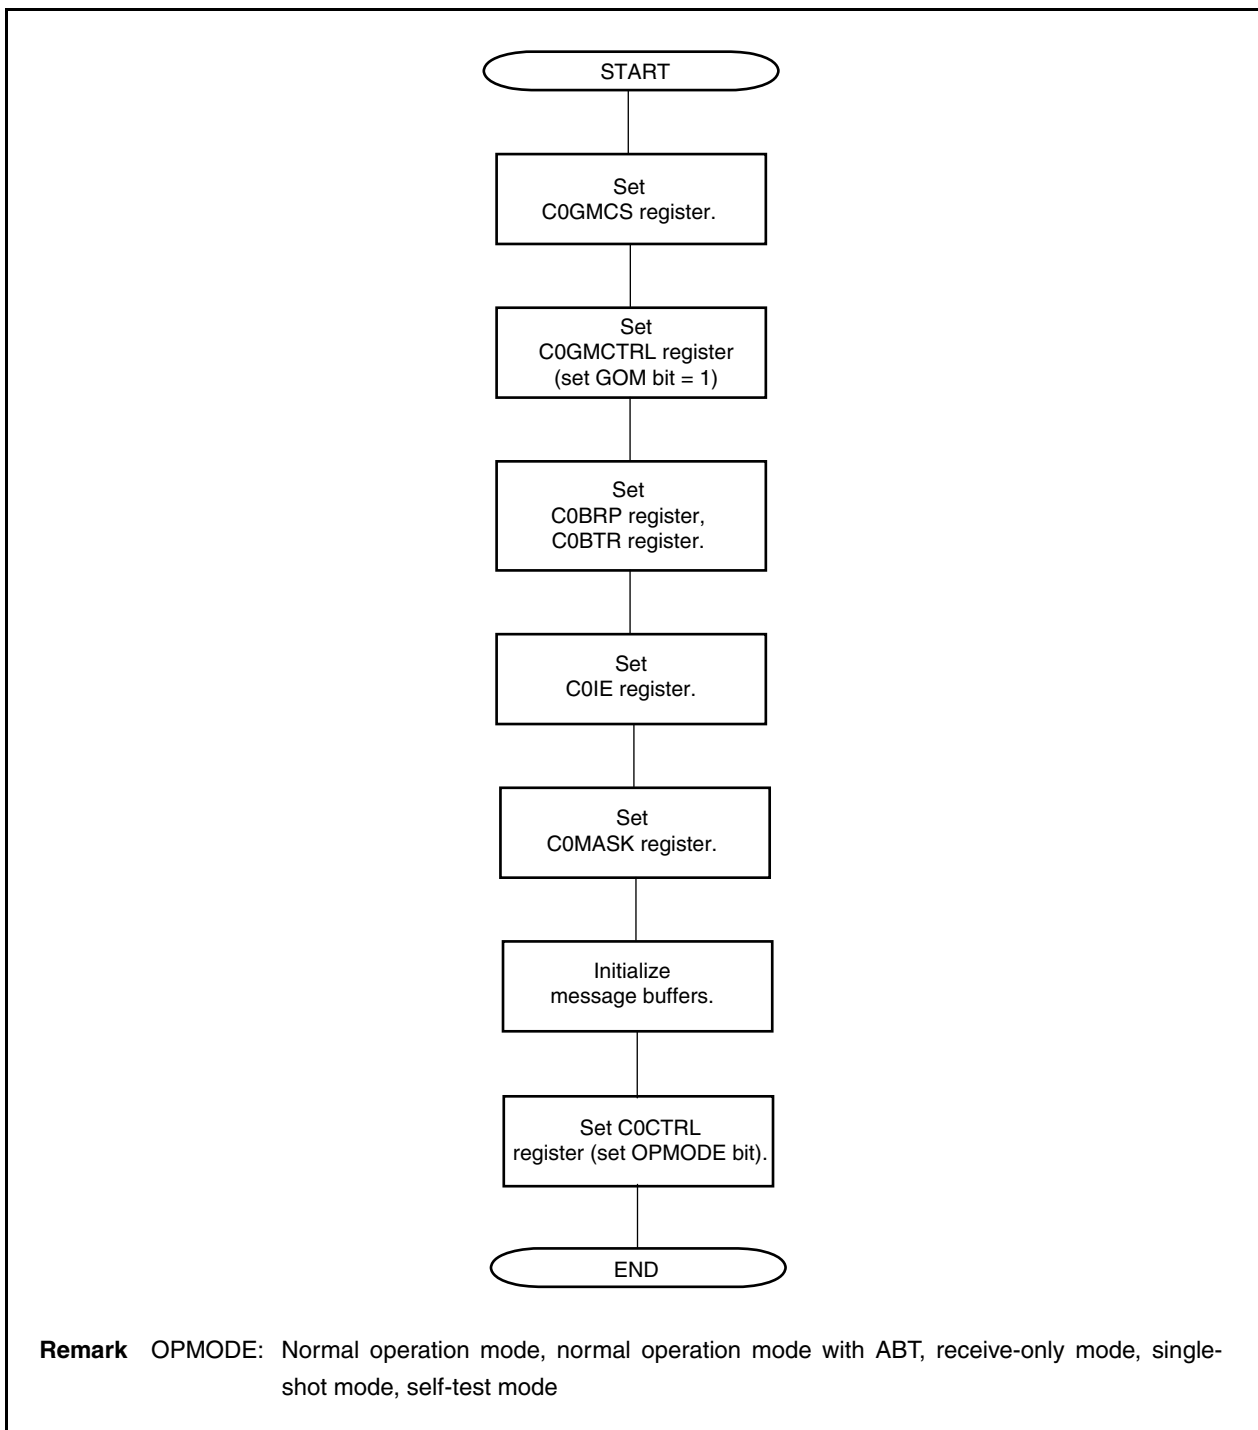 START
Set
C0GMCS register.
Set
C0GMCTRL register
(set GOM bit = 1)
Set
C0BRP register,
C0BTR register.
Set
C0IE register.
Set
C0MASK register.
Initialize
message buffers.
Set C0CTRL
register (set OPMODE bit).
END
Remark OPMODE: Normal operation mode, normal operation mode with ABT, receive-only mode, single-
shot mode, self-test mode